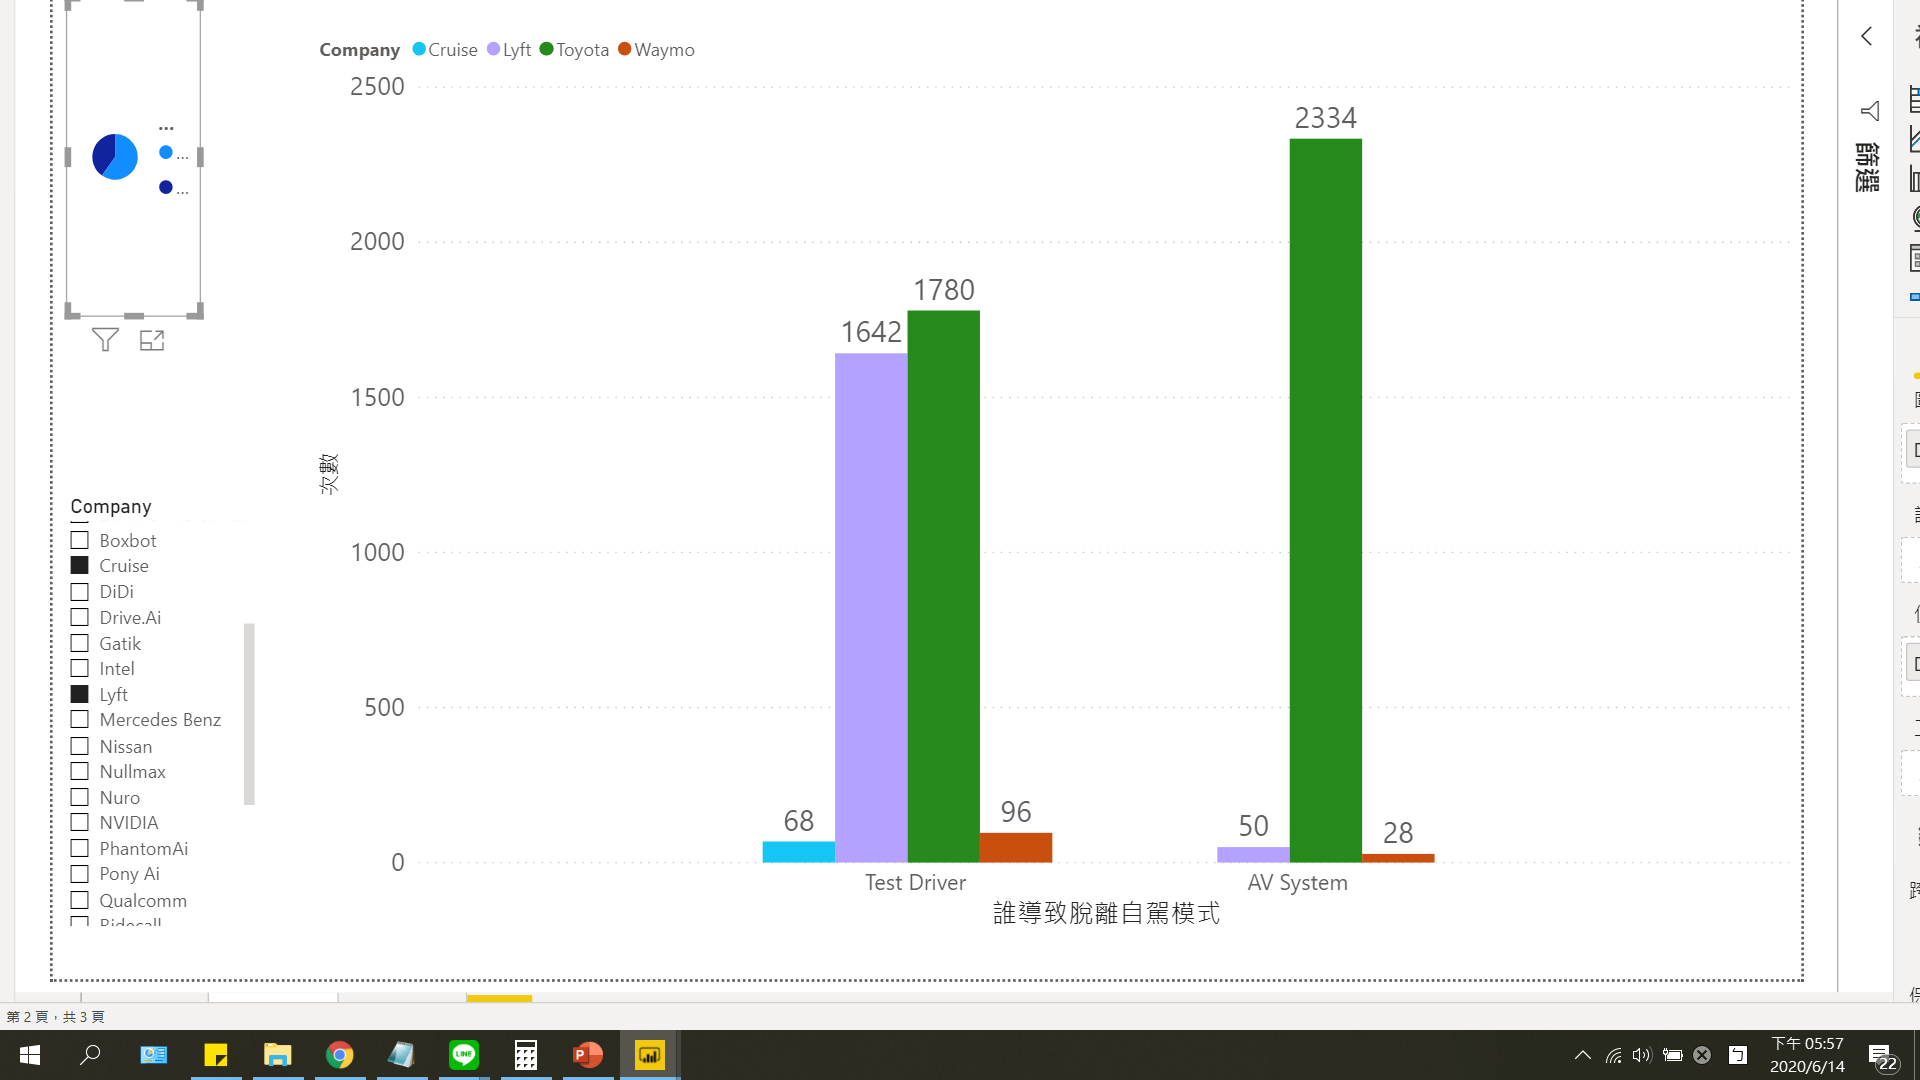 Company Cruise Lyft Toyota Waymo
2500
2000
1500
1000
500
0
次數
2334
1780
1642
68
96
50
28
Test Driver
AV System
誰導致脫離自駕模式
...
...
...
Company
Boxbot
Cruise
DiDi
Drive.Ai
Gatik
Intel
Lyft
Mercedes Benz
Nissan
Nullmax
Nuro
NVIDIA
PhantomAi
Pony Ai
Qualcomm
篩選
第 2 頁，共 3 頁
LINE
P
下午 05:57
2020/6/14
22